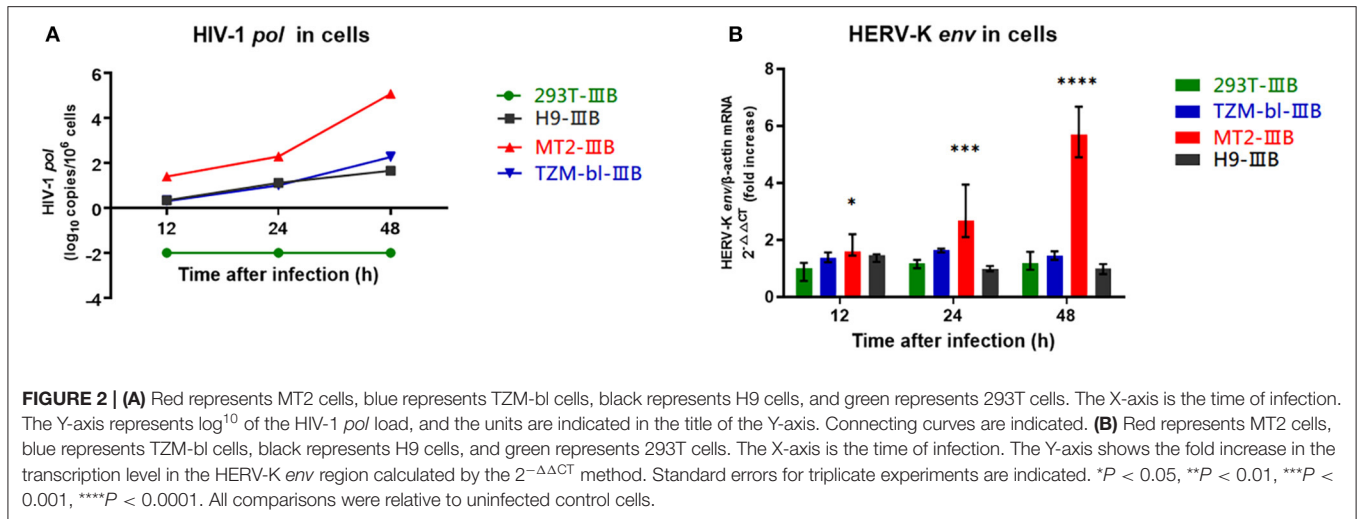 A
HIV-1 pol in cells
HIV-1 pol
(log10 copies/10^6 cells
6
4
2
0
-2
-4
12
24
48
Time after infection (h)
293T-ⅢB
H9-ⅢB
MT2-ⅢB
TZM-bl-ⅢB
B
HERV-K env in cells
HERV-K env/β-actin mRNA
2^-△△CT (fold increase)
8
6
4
2
0
*
***
****
12
24
48
Time after infection (h)
293T-ⅢB
TZM-bl-ⅢB
MT2-ⅢB
H9-ⅢB
FIGURE 2 | (A) Red represents MT2 cells, blue represents TZM-bl cells, black represents H9 cells, and green represents 293T cells. The X-axis is the time of infection.
The Y-axis represents log^10 of the HIV-1 pol load, and the units are indicated in the title of the Y-axis. Connecting curves are indicated. (B) Red represents MT2 cells,
blue represents TZM-bl cells, black represents H9 cells, and green represents 293T cells. The X-axis is the time of infection. The Y-axis shows the fold increase in the
transcription level in the HERV-K env region calculated by the 2^−ΔΔCT method. Standard errors for triplicate experiments are indicated. *P < 0.05, **P < 0.01, ***P <
0.001, ****P < 0.0001. All comparisons were relative to uninfected control cells.